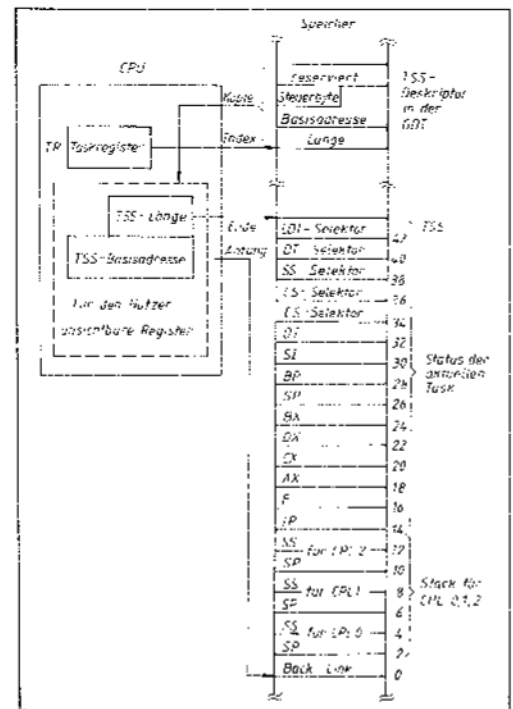 Speicher
CPU
reserviert
TSS-
Deskriptor
in der
GDT
Kopie
Steuerbyte
Basisadresse
TR Taskregister
Index
Länge
TSS-Länge
Ende
TSS
LDT-Selektor
42
TSS-Basisadresse
Anfang
DT Selektor
40
SS Selektor
38
für den Nutzer
unsichtbare Register
CS-Selektor
36
ES-Selektor
34
DI
32
SI
30
Status der
aktuellen
Task
BP
28
SP
26
BX
24
DX
22
CX
20
AX
18
F
16
IP
14
SS
für CPL 2
12
SP
10
Stack für
CPL 0,1,2
SS
für CPL 1
8
SP
6
SS
für CPL 0
4
SP
2
Back Link
0